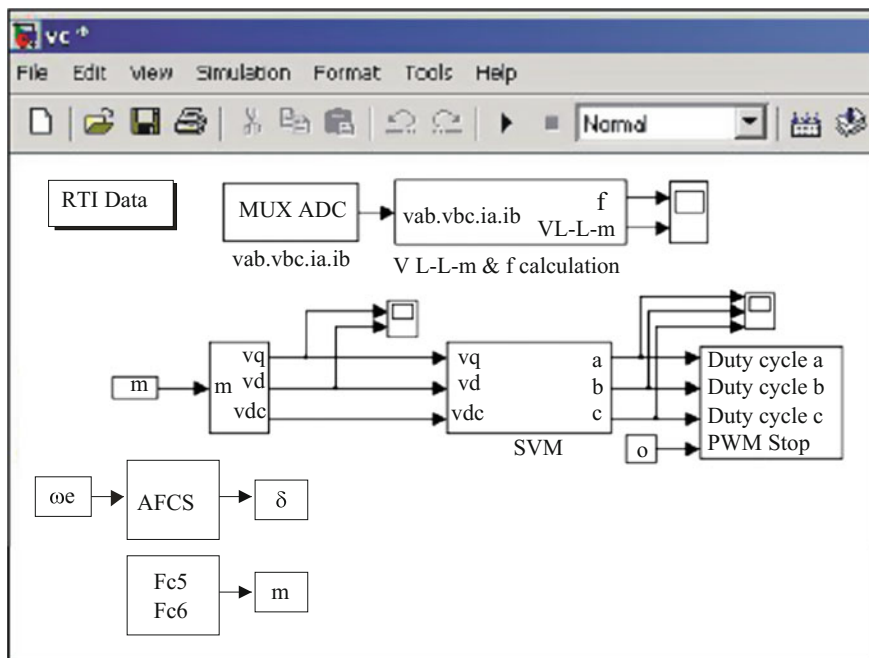 vc *
File Edit View Simulation Format Tools Help
Normal
RTI Data
MUX ADC
vab.vbc.ia.ib
vab.vbc.ia.ib
f
VL-L-m
V L-L-m & f calculation
m
m
vq
vd
vdc
vq
vd
vdc
a
b
c
SVM
o
Duty cycle a
Duty cycle b
Duty cycle c
PWM Stop
ωe
AFCS
δ
Fc5
Fc6
m